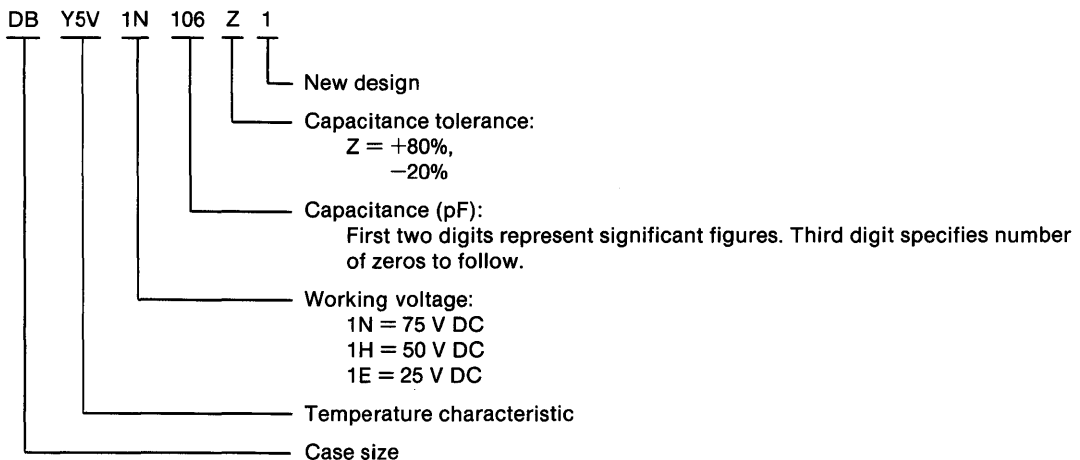 DB Y5V 1N 106 Z 1
New design
Capacitance tolerance:
Z = +80%,
−20%
Capacitance (pF):
First two digits represent significant figures. Third digit specifies number
of zeros to follow.
Working voltage:
1N = 75 V DC
1H = 50 V DC
1E = 25 V DC
Temperature characteristic
Case size